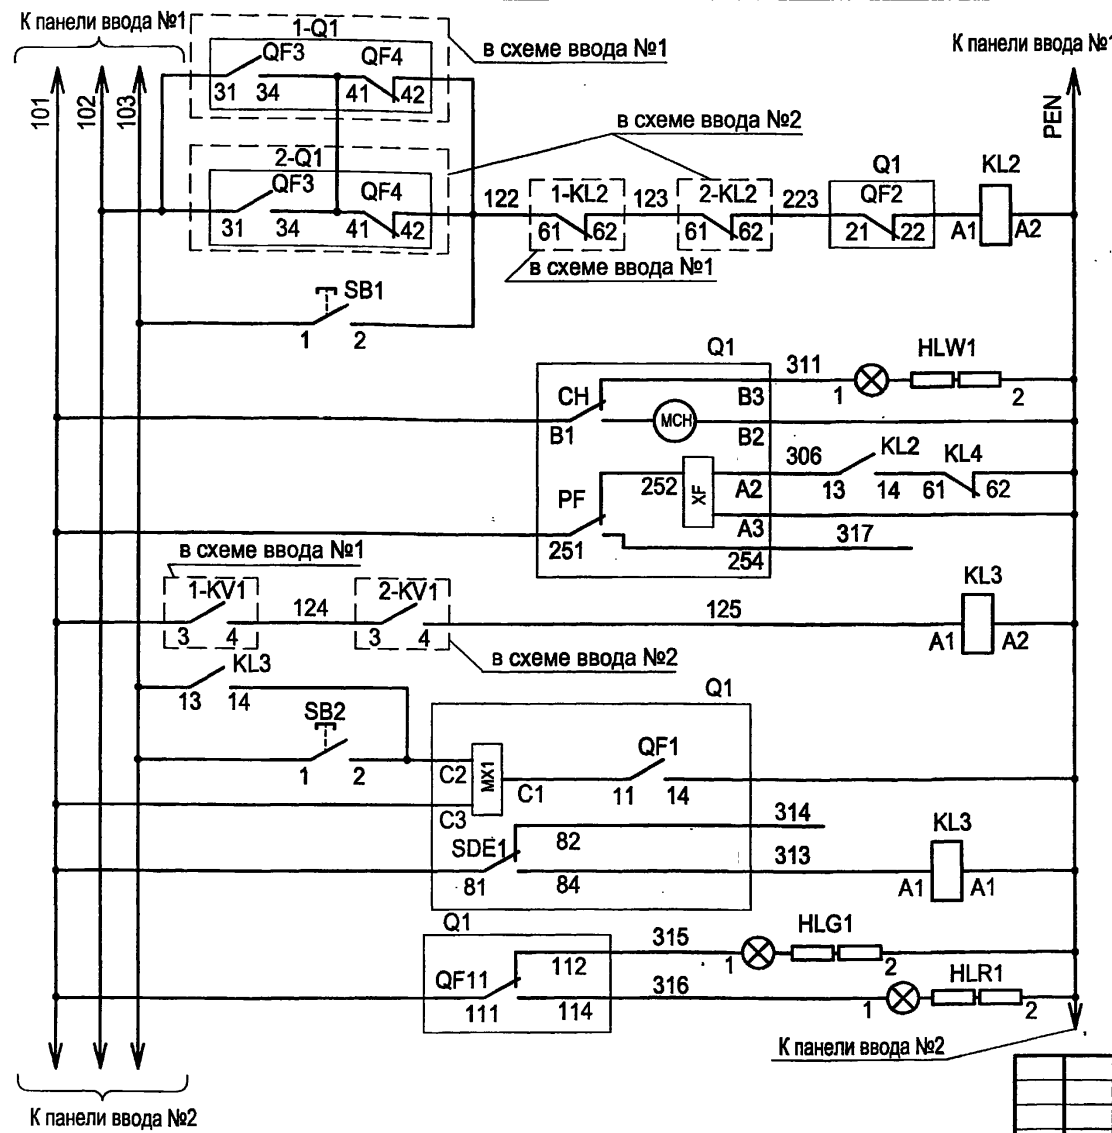 К панели ввода №1
1-Q1
в схеме ввода №1
К панели ввода №1
QF3
QF4
31
34
41
42
101
102
103
PEN
в схеме ввода №2
2-Q1
QF3
QF4
31
34
41
42
122
1-KL2
61
62
123
2-KL2
61
62
223
Q1
QF2
21
22
KL2
A1
A2
в схеме ввода №1
SB1
1
2
Q1
311
HLW1
1
2
CH
B3
B1
МСН
B2
306
KL2
KL4
252
XF
A2
13
14
61
62
PF
A3
317
251
254
в схеме ввода №1
1-KV1
3
4
124
2-KV1
3
4
125
KL3
A1
A2
в схеме ввода №2
KL3
13
14
Q1
SB2
1
2
C2
MX1
C1
QF1
11
14
C3
314
SDE1
82
KL3
313
81
84
A1
A1
Q1
315
HLG1
112
1
2
QF11
316
HLR1
111
114
1
2
К панели ввода №2
К панели ввода №2